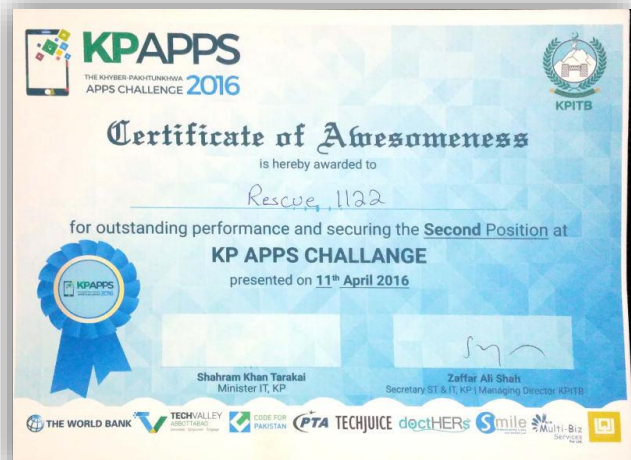 KPAPPS
THE KHYBER-PAKHTUNKHWA
APPS CHALLENGE 2016
KPITB
Certificate of Awesomeness
is hereby awarded to
Rescue 1122
for outstanding performance and securing the Second Position at
KP APPS CHALLANGE
presented on 11th April 2016
KPAPPS
Shahram Khan Tarakai
Minister IT, KP
Zaffar Ali Shah
Secretary ST & IT, KP | Managing Director KPITB
THE WORLD BANK
TECHVALLEY
ABBOTTABAD
CODE FOR
PAKISTAN
PTA
TECHJUICE
doctHERs
Smile
Multi-Biz
Services